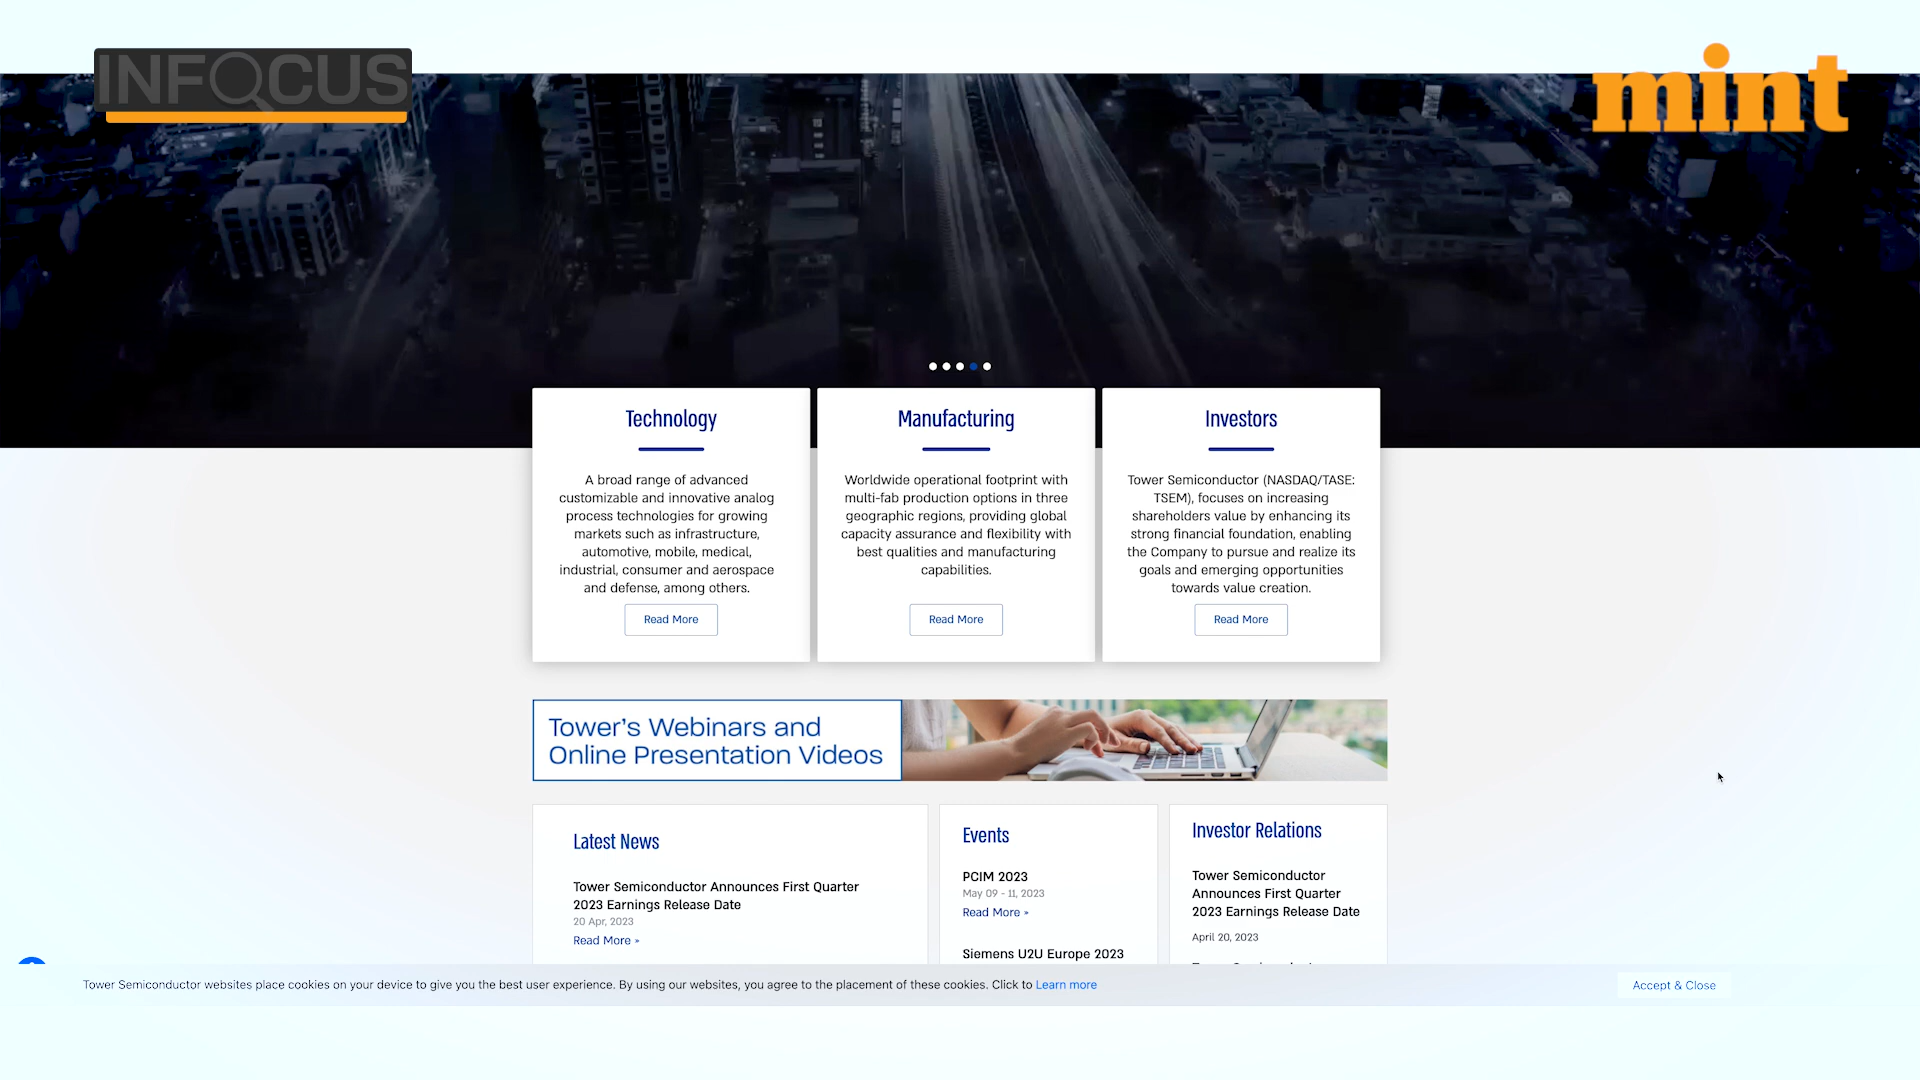 INFOCUS
mint
Technology
A broad range of advanced
customizable and innovative analog
process technologies for growing
markets such as infrastructure,
automotive, mobile, medical,
industrial, consumer and aerospace
and defense, among others.
Read More
Manufacturing
Worldwide operational footprint with
multi-fab production options in three
geographic regions, providing global
capacity assurance and flexibility with
best qualities and manufacturing
capabilities.
Read More
Investors
Tower Semiconductor (NASDAQ/TASE:
TSEM), focuses on increasing
shareholders value by enhancing its
strong financial foundation, enabling
the Company to pursue and realize its
goals and emerging opportunities
towards value creation.
Read More
Tower's Webinars and
Online Presentation Videos
Latest News
Tower Semiconductor Announces First Quarter
2023 Earnings Release Date
20 Apr, 2023
Read More »
Events
PCIM 2023
May 09 - 11, 2023
Read More »
Siemens U2U Europe 2023
Investor Relations
Tower Semiconductor
Announces First Quarter
2023 Earnings Release Date
April 20, 2023
Tower Semiconductor websites place cookies on your device to give you the best user experience. By using our websites, you agree to the placement of these cookies. Click to Learn more
Accept & Close